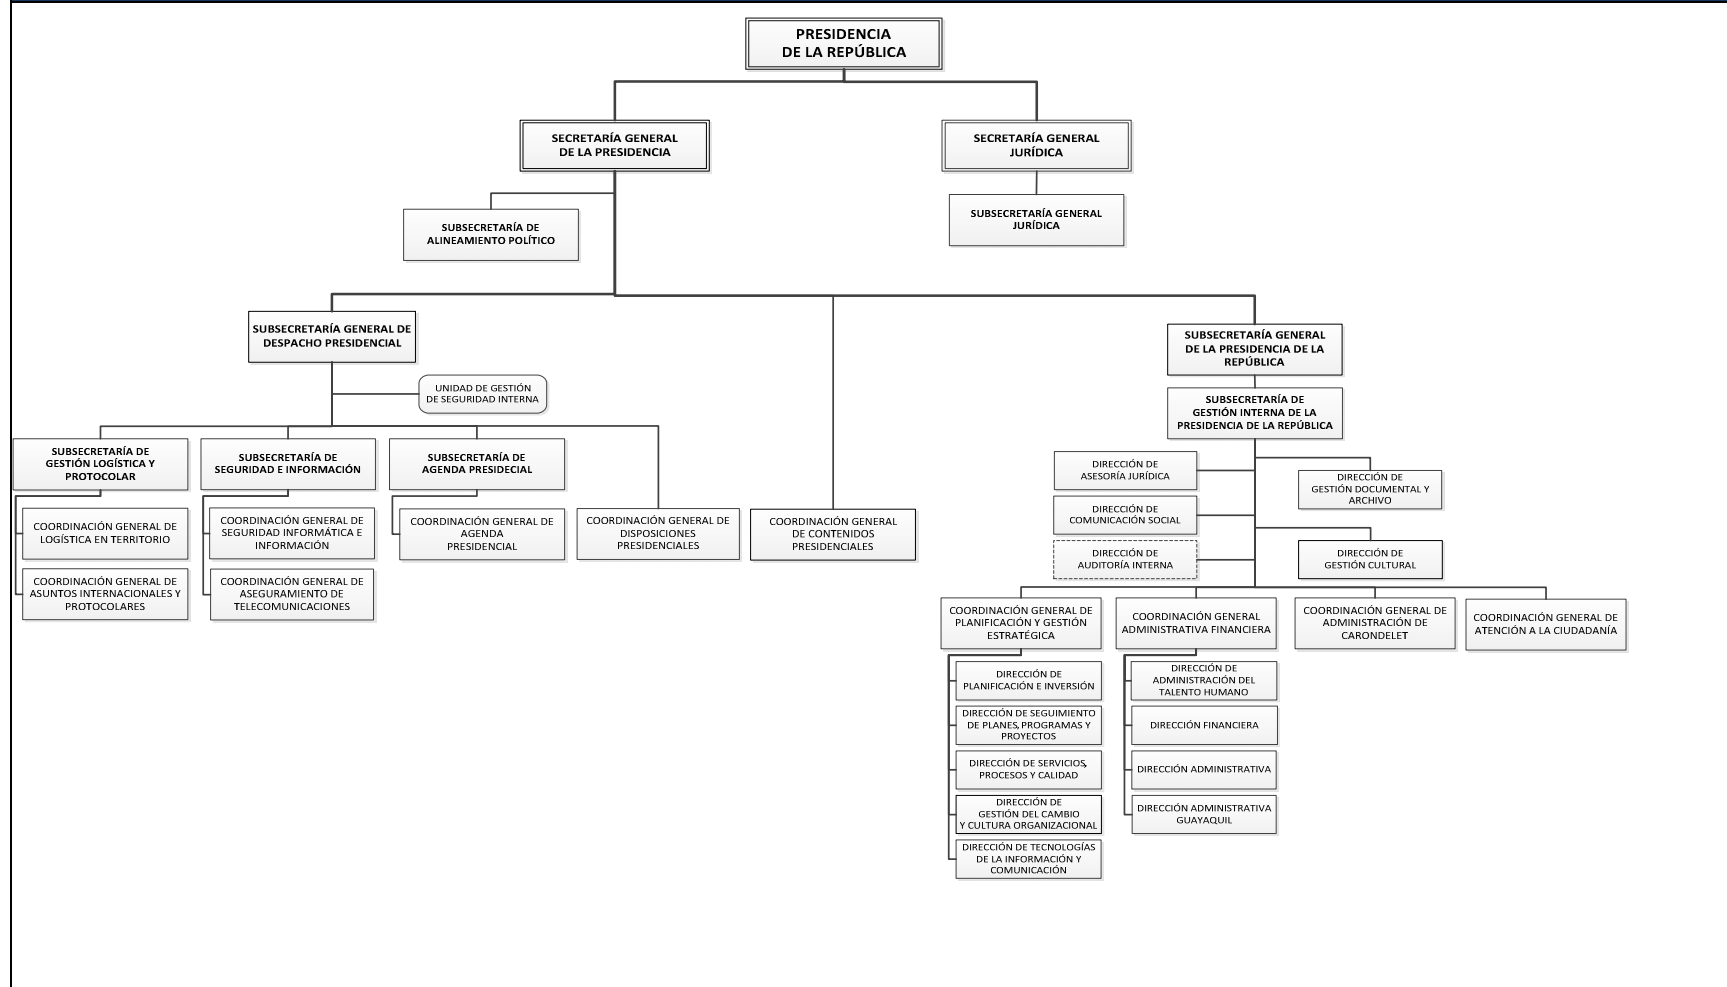 PRESIDENCIA
DE LA REPÚBLICA
SECRETARÍA GENERAL
DE LA PRESIDENCIA
SECRETARÍA GENERAL
JURÍDICA
SUBSECRETARÍA DE
ALINEAMIENTO POLÍTICO
SUBSECRETARÍA GENERAL
JURÍDICA
SUBSECRETARÍA GENERAL DE
DESPACHO PRESIDENCIAL
SUBSECRETARÍA GENERAL
DE LA PRESIDENCIA DE LA
REPÚBLICA
UNIDAD DE GESTIÓN
DE SEGURIDAD INTERNA
SUBSECRETARÍA DE
GESTIÓN INTERNA DE LA
PRESIDENCIA DE LA REPÚBLICA
SUBSECRETARÍA DE
GESTIÓN LOGÍSTICA Y
PROTOCOLAR
SUBSECRETARÍA DE
SEGURIDAD E INFORMACIÓN
SUBSECRETARÍA DE
AGENDA PRESIDECIAL
COORDINACIÓN GENERAL DE
LOGÍSTICA EN TERRITORIO
COORDINACIÓN GENERAL DE
ASUNTOS INTERNACIONALES Y
PROTOCOLARES
COORDINACIÓN GENERAL DE
SEGURIDAD INFORMÁTICA E
INFORMACIÓN
COORDINACIÓN GENERAL DE
ASEGURAMIENTO DE
TELECOMUNICACIONES
COORDINACIÓN GENERAL DE
AGENDA
PRESIDENCIAL
COORDINACIÓN GENERAL DE
DISPOSICIONES
PRESIDENCIALES
COORDINACIÓN GENERAL
DE CONTENIDOS
PRESIDENCIALES
DIRECCIÓN DE
ASESORÍA JURÍDICA
DIRECCIÓN DE
GESTIÓN DOCUMENTAL Y
ARCHIVO
DIRECCIÓN DE
COMUNICACIÓN SOCIAL
DIRECCIÓN DE
AUDITORÍA INTERNA
DIRECCIÓN DE
GESTIÓN CULTURAL
COORDINACIÓN GENERAL DE
PLANIFICACIÓN Y GESTIÓN
ESTRATÉGICA
COORDINACIÓN GENERAL
ADMINISTRATIVA FINANCIERA
COORDINACIÓN GENERAL DE
ADMINISTRACIÓN DE
CARONDELET
COORDINACIÓN GENERAL DE
ATENCIÓN A LA CIUDADANÍA
DIRECCIÓN DE
PLANIFICACIÓN E INVERSIÓN
DIRECCIÓN DE SEGUIMIENTO
DE PLANES, PROGRAMAS Y
PROYECTOS
DIRECCIÓN DE SERVICIOS,
PROCESOS Y CALIDAD
DIRECCIÓN DE
GESTIÓN DEL CAMBIO
Y CULTURA ORGANIZACIONAL
DIRECCIÓN DE TECNOLOGÍAS
DE LA INFORMACIÓN Y
COMUNICACIÓN
DIRECCIÓN DE
ADMINISTRACIÓN DEL
TALENTO HUMANO
DIRECCIÓN FINANCIERA
DIRECCIÓN ADMINISTRATIVA
DIRECCIÓN ADMINISTRATIVA
GUAYAQUIL